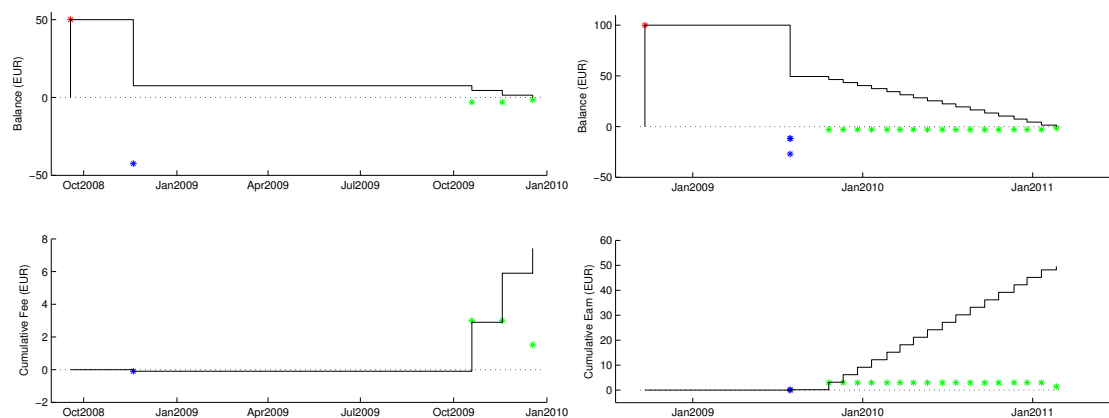 50
0
−50
Balance (EUR)
Oct2008 Jan2009 Apr2009 Jul2009 Oct2009 Jan2010
100
50
0
−50
Balance (EUR)
Jan2009 Jan2010 Jan2011
8
6
4
2
0
−2
Cumulative Fee (EUR)
Oct2008 Jan2009 Apr2009 Jul2009 Oct2009 Jan2010
60
50
40
30
20
10
0
Cumulative Earn (EUR)
Jan2009 Jan2010 Jan2011